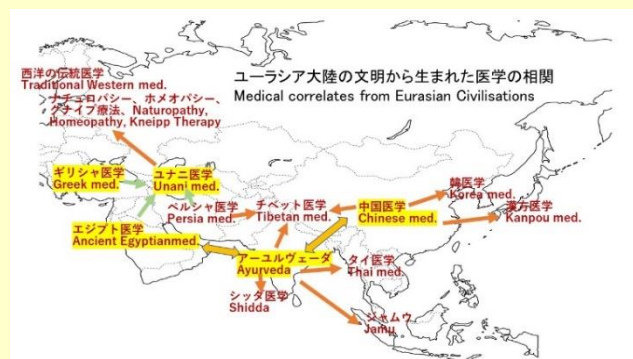 ユーラシア大陸の文明から生まれた医学の相関
Medical correlates from Eurasian Civilisations
西洋の伝統医学
Traditional Western med.
ナチュロパシー、ホメオパシー、
クナイプ療法、Naturopathy,
Homeopathy, Kneipp Therapy
ギリシャ医学
Greek med.
ユナニ医学
Unani med.
ペルシャ医学
Persia med.
チベット医学
Tibetan med.
中国医学
Chinese med.
韓医学
Korea med.
漢方医学
Kanpou med.
エジプト医学
Ancient Egyptianmed.
アーユルヴェーダ
Ayurveda
タイ医学
Thai med.
シッダ医学
Shidda
ジャムウ
Jamu